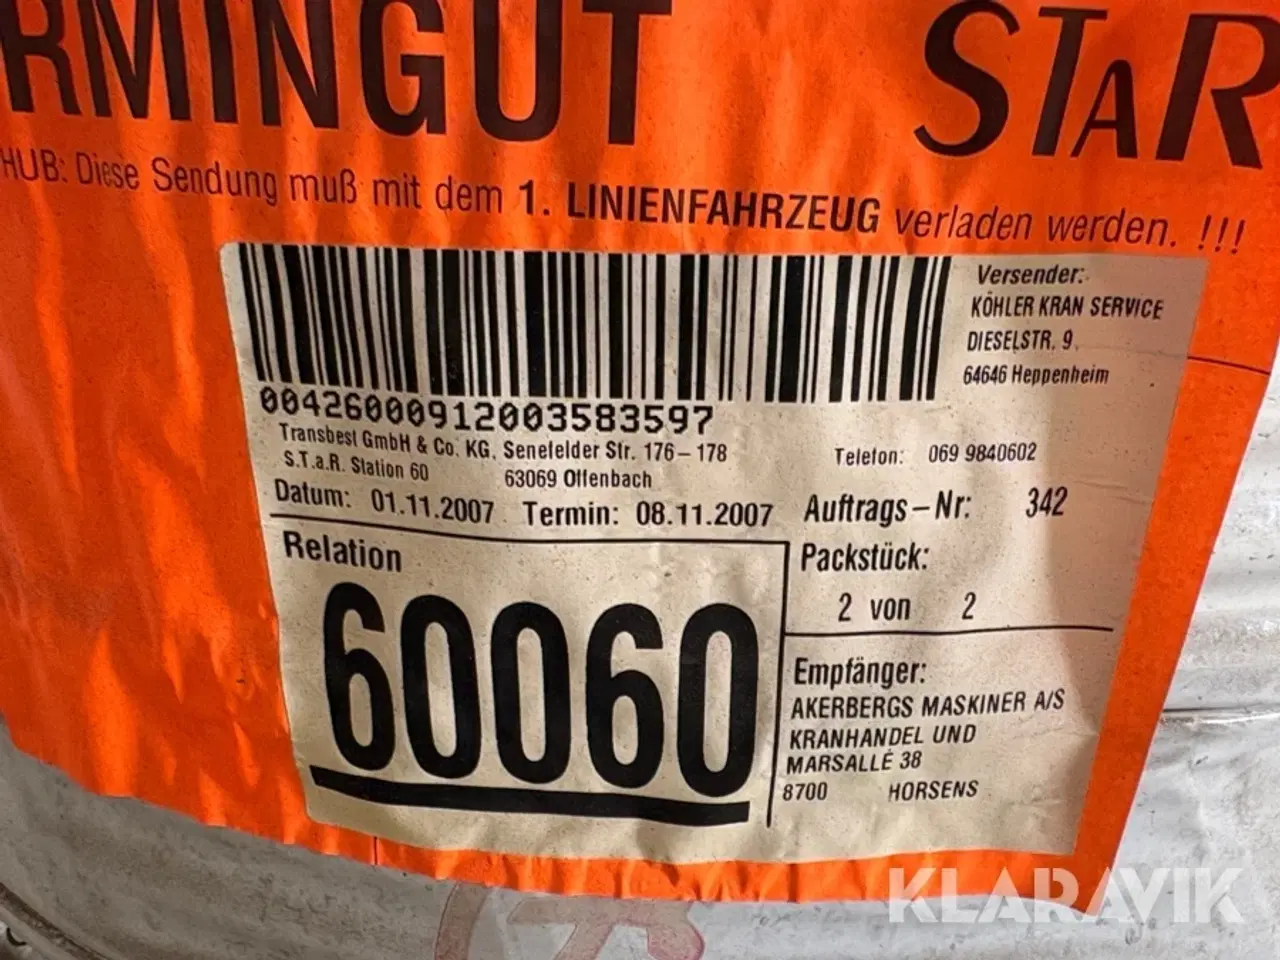 RMINGUT
STAR
HUB: Diese Sendung muß mit dem 1. LINIENFAHRZEUG verladen werden. !!!
00426000912003583597
Transbest GmbH & Co. KG, Senefelder Str. 176-178
S.T.a.R. Station 60 63069 Offenbach
Datum: 01.11.2007 Termin: 08.11.2007
Relation
60060
Versender:
KÖHLER KRAN SERVICE
DIESELSTR. 9
64646 Heppenheim
Telefon: 069 9840602
Auftrags-Nr: 342
Packstück:
2 von 2
Empfänger:
AKERBERGS MASKINER A/S
KRANHANDEL UND
MARSALLÉ 38
8700 HORSENS
KLARAVIK